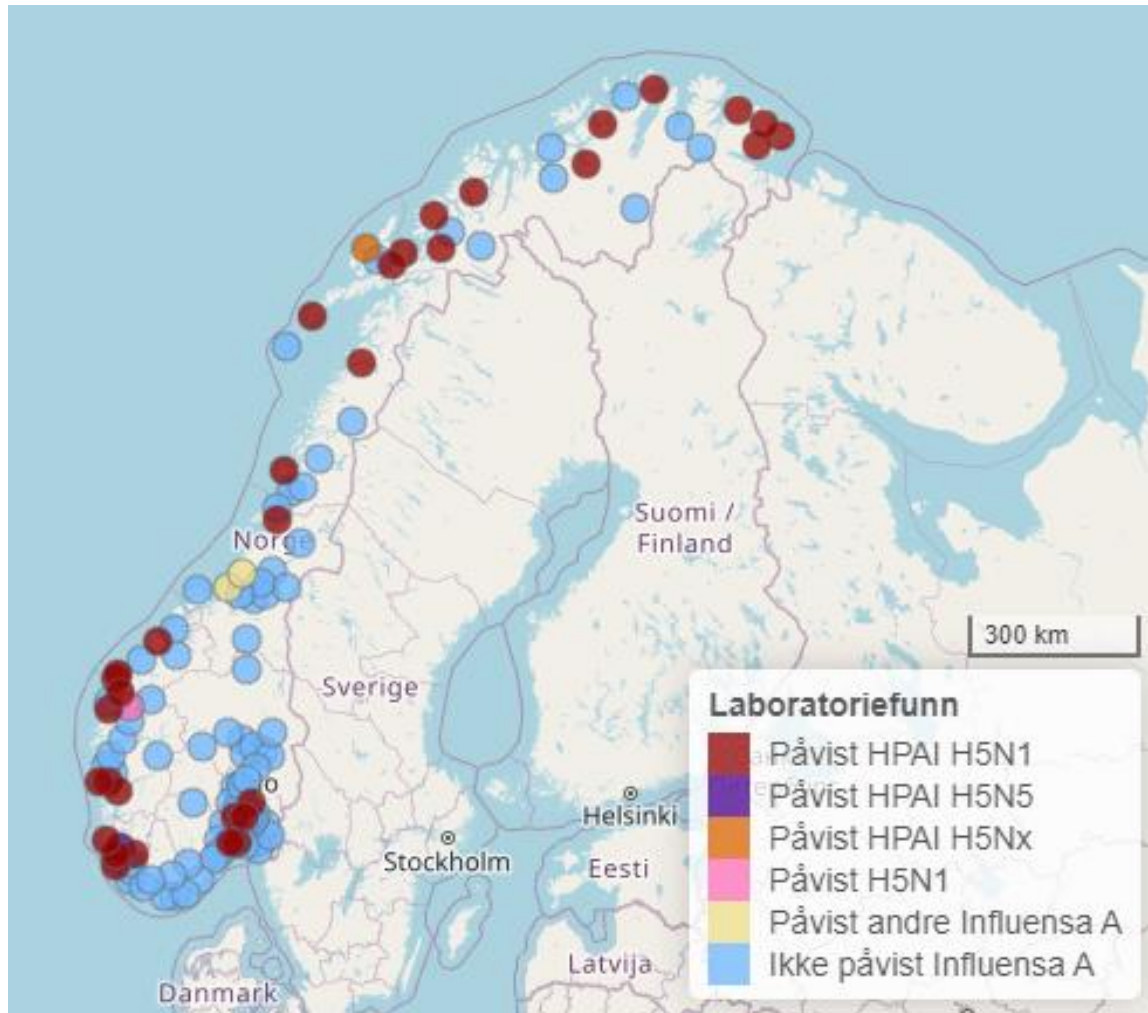 Suomi /
Finland
Norge
300 km
Sverige
Laboratoriefunn
Påvist HPAI H5N1
Påvist HPAI H5N5
Påvist HPAI H5Nx
Påvist H5N1
Påvist andre Influensa A
Ikke påvist Influensa A
Helsinki
Stockholm
Eesti
Latvija
Danmark